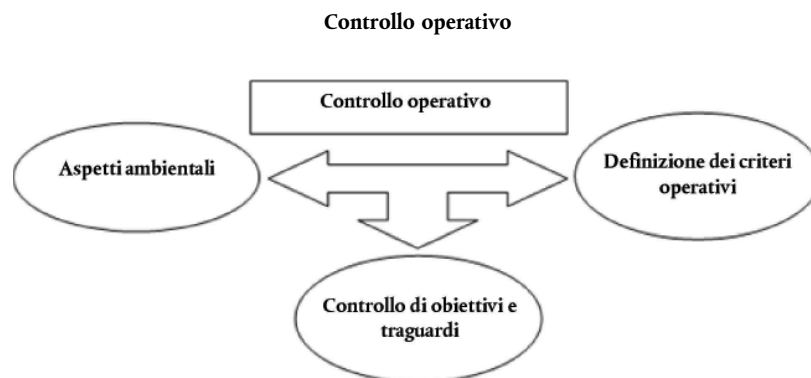 Controllo operativo
Controllo operativo
Aspetti ambientali
Definizione dei criteri
operativi
Controllo di obiettivi e
traguardi